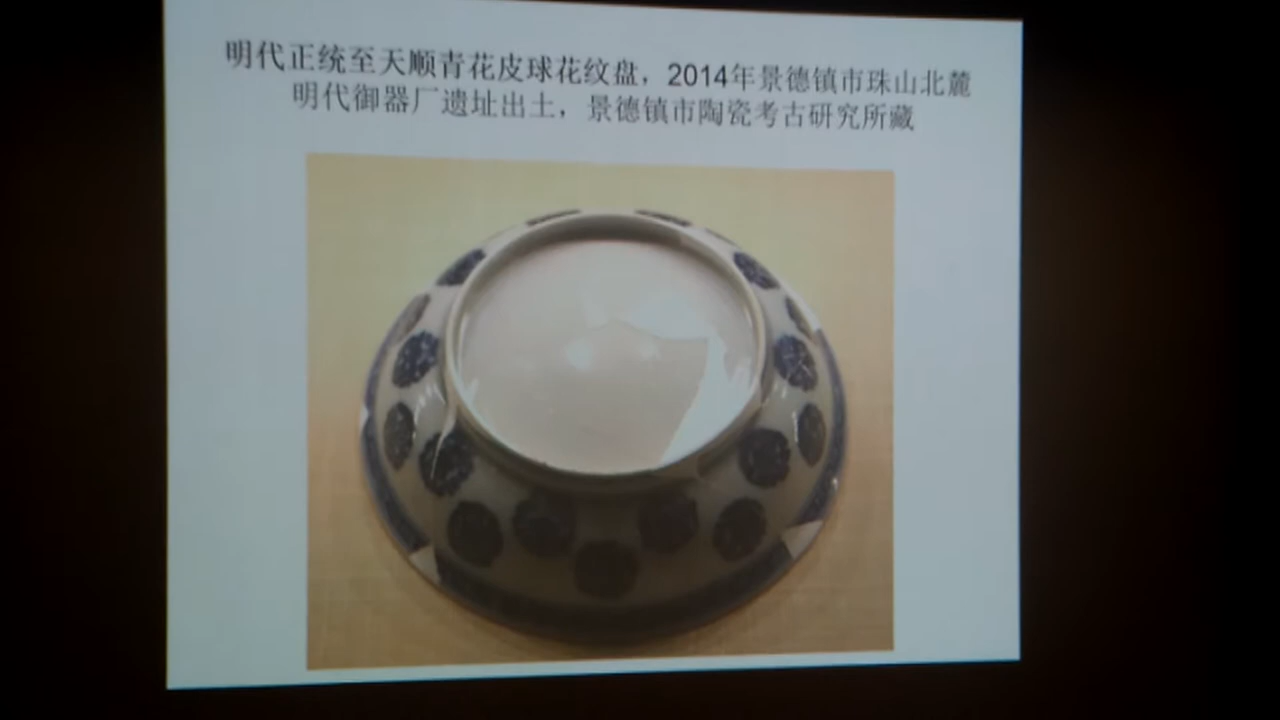 明代正统至天顺青花皮球花纹盘，2014年景德镇市珠山北麓
明代御器厂遗址出土，景德镇市陶瓷考古研究所藏